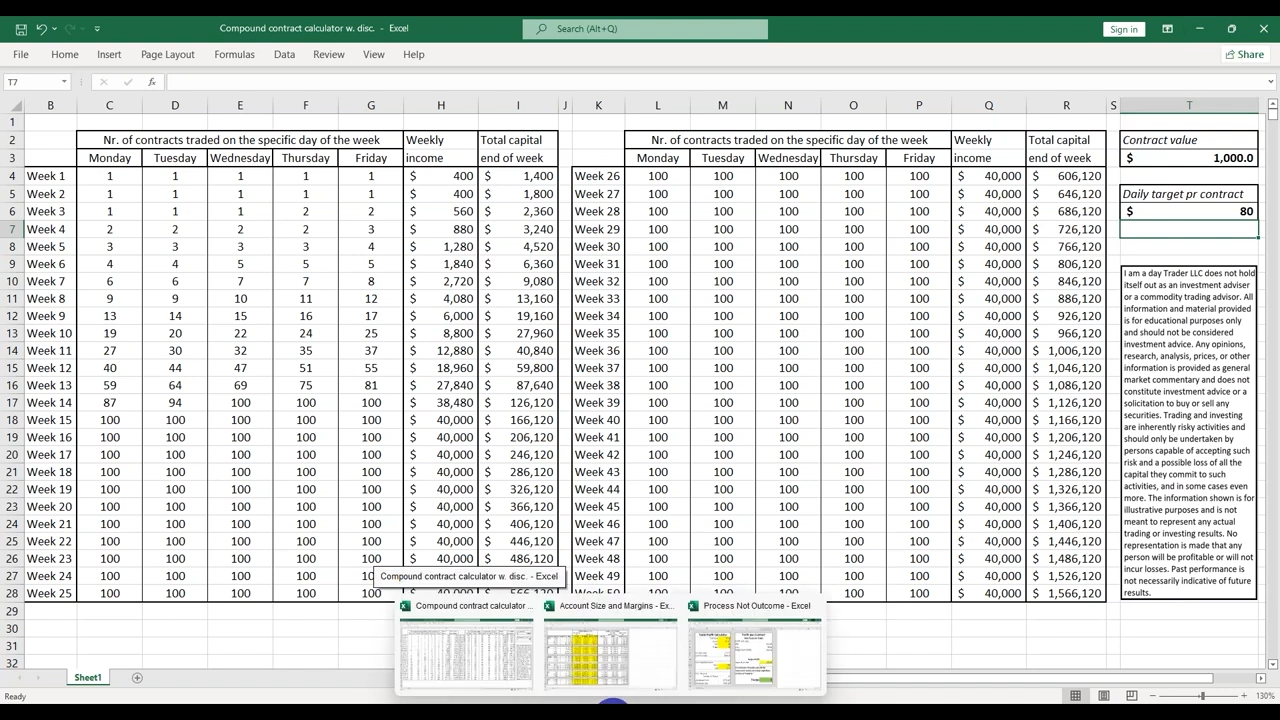 Compound contract calculator w. disc. - Excel
Search (Alt+Q)
Sign in
File Home Insert Page Layout Formulas Data Review View Help
Share
T7
fx
B C D E F G H I J K L M N O P Q R S T
1
2 Nr. of contracts traded on the specific day of the week Weekly Total capital Nr. of contracts traded on the specific day of the week Weekly Total capital Contract value
3 Monday Tuesday Wednesday Thursday Friday income end of week Monday Tuesday Wednesday Thursday Friday income end of week $ 1,000.0
4 Week 1 1 1 1 1 1 $ 400 $ 1,400 Week 26 100 100 100 100 100 $ 40,000 $ 606,120
5 Week 2 1 1 1 1 1 $ 400 $ 1,800 Week 27 100 100 100 100 100 $ 40,000 $ 646,120 Daily target pr contract
6 Week 3 1 1 1 2 2 $ 560 $ 2,360 Week 28 100 100 100 100 100 $ 40,000 $ 686,120 $ 80
7 Week 4 2 2 2 2 3 $ 880 $ 3,240 Week 29 100 100 100 100 100 $ 40,000 $ 726,120
8 Week 5 3 3 3 3 4 $ 1,280 $ 4,520 Week 30 100 100 100 100 100 $ 40,000 $ 766,120
9 Week 6 4 4 5 5 5 $ 1,840 $ 6,360 Week 31 100 100 100 100 100 $ 40,000 $ 806,120
10 Week 7 6 6 7 7 8 $ 2,720 $ 9,080 Week 32 100 100 100 100 100 $ 40,000 $ 846,120
11 Week 8 9 9 10 11 12 $ 4,080 $ 13,160 Week 33 100 100 100 100 100 $ 40,000 $ 886,120
12 Week 9 13 14 15 16 17 $ 6,000 $ 19,160 Week 34 100 100 100 100 100 $ 40,000 $ 926,120
13 Week 10 19 20 22 24 25 $ 8,800 $ 27,960 Week 35 100 100 100 100 100 $ 40,000 $ 966,120
14 Week 11 27 30 32 35 37 $ 12,880 $ 40,840 Week 36 100 100 100 100 100 $ 40,000 $ 1,006,120
15 Week 12 40 44 47 51 55 $ 18,960 $ 59,800 Week 37 100 100 100 100 100 $ 40,000 $ 1,046,120
16 Week 13 59 64 69 75 81 $ 27,840 $ 87,640 Week 38 100 100 100 100 100 $ 40,000 $ 1,086,120
17 Week 14 87 94 100 100 100 $ 38,480 $ 126,120 Week 39 100 100 100 100 100 $ 40,000 $ 1,126,120
18 Week 15 100 100 100 100 100 $ 40,000 $ 166,120 Week 40 100 100 100 100 100 $ 40,000 $ 1,166,120
19 Week 16 100 100 100 100 100 $ 40,000 $ 206,120 Week 41 100 100 100 100 100 $ 40,000 $ 1,206,120
20 Week 17 100 100 100 100 100 $ 40,000 $ 246,120 Week 42 100 100 100 100 100 $ 40,000 $ 1,246,120
21 Week 18 100 100 100 100 100 $ 40,000 $ 286,120 Week 43 100 100 100 100 100 $ 40,000 $ 1,286,120
22 Week 19 100 100 100 100 100 $ 40,000 $ 326,120 Week 44 100 100 100 100 100 $ 40,000 $ 1,326,120
23 Week 20 100 100 100 100 100 $ 40,000 $ 366,120 Week 45 100 100 100 100 100 $ 40,000 $ 1,366,120
24 Week 21 100 100 100 100 100 $ 40,000 $ 406,120 Week 46 100 100 100 100 100 $ 40,000 $ 1,406,120
25 Week 22 100 100 100 100 100 $ 40,000 $ 446,120 Week 47 100 100 100 100 100 $ 40,000 $ 1,446,120
26 Week 23 100 100 100 100 100 $ 40,000 $ 486,120 Week 48 100 100 100 100 100 $ 40,000 $ 1,486,120
27 Week 24 100 100 100 100 10 Week 49 100 100 100 100 100 $ 40,000 $ 1,526,120
28 Week 25 100 100 100 100 100 100 100 100 100 $ 40,000 $ 1,566,120
29
30
31
32
I am a day Trader LLC does not hold
itself out as an investment adviser
or a commodity trading advisor. All
information and material provided
is for educational purposes only
and should not be considered
investment advice. Any opinions,
research, analysis, prices, or other
information is provided as general
market commentary and does not
constitute investment advice or a
solicitation to buy or sell any
securities. Trading and investing
are inherently risky activities and
should only be undertaken by
persons capable of accepting such
risk and a possible loss of all the
capital they commit to such
activities, and in some cases even
more. The information shown is for
illustrative purposes and is not
meant to represent any actual
trading or investing results. No
representation is made that any
person will be profitable or will not
incur losses. Past performance is
not necessarily indicative of future
results.
Compound contract calculator w. disc. - Excel
Compound contract calculator ... Account Size and Margins - Ex... Process Not Outcome - Excel
Sheet1
Ready
130%